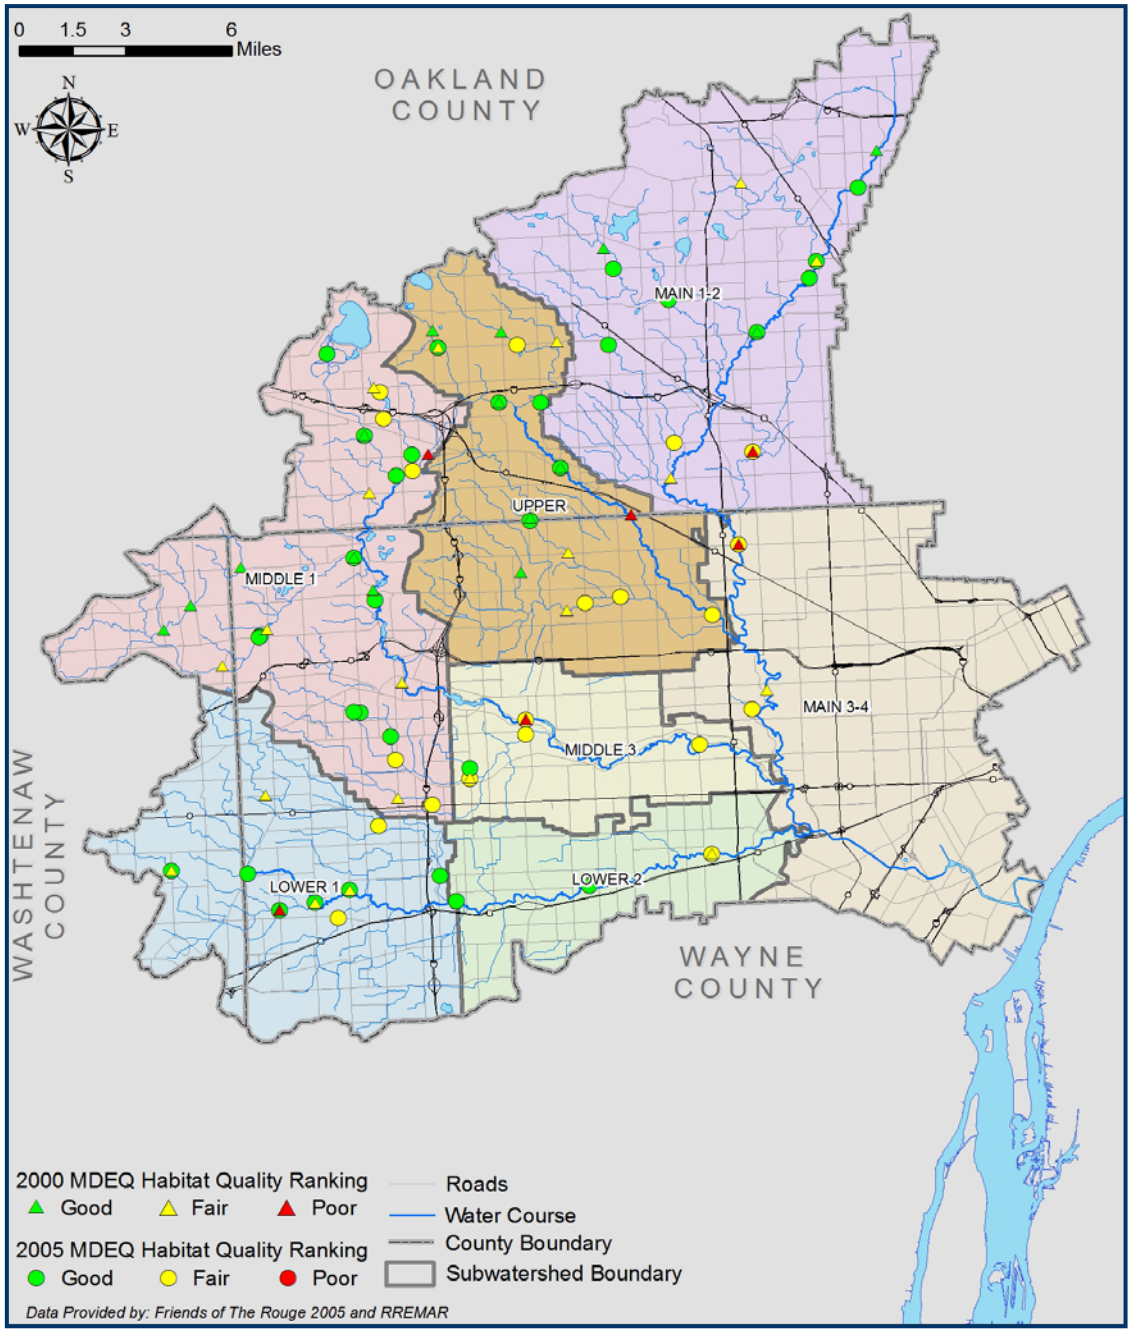 0 1.5 3 6
Miles
N
W E
S
OAKLAND
COUNTY
MAIN 1-2
UPPER
MIDDLE 1
MAIN 3-4
MIDDLE 3
LOWER 1
LOWER 2
WASHTENAW
COUNTY
WAYNE
COUNTY
2000 MDEQ Habitat Quality Ranking
Good Fair Poor
2005 MDEQ Habitat Quality Ranking
Good Fair Poor
Roads
Water Course
County Boundary
Subwatershed Boundary
Data Provided by: Friends of The Rouge 2005 and RREMAR